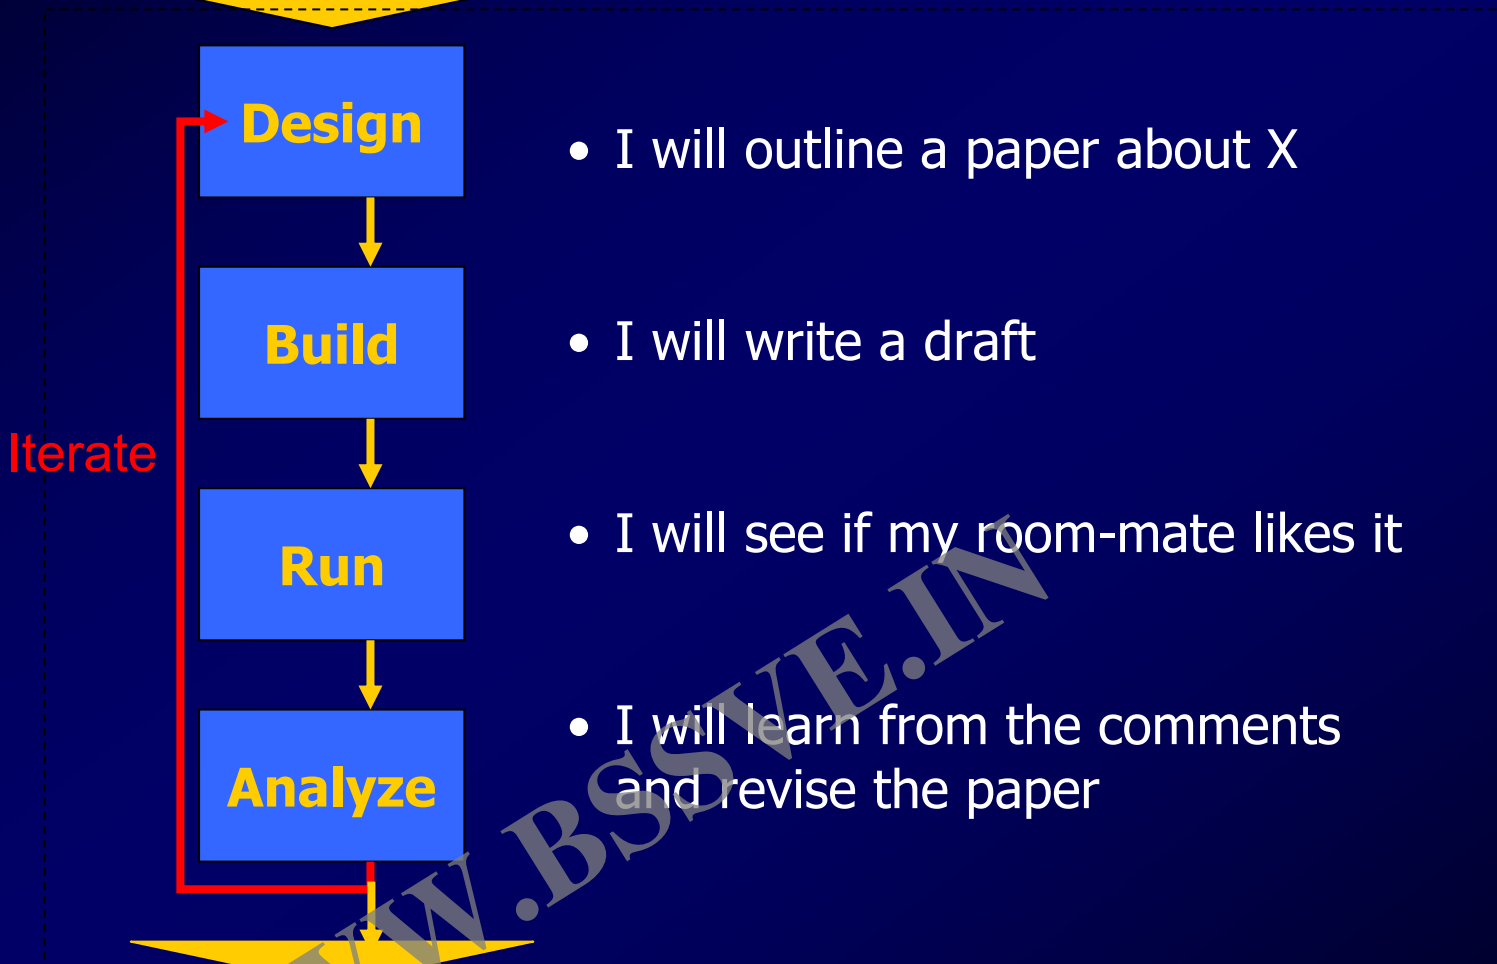 Design
• I will outline a paper about X
Build
• I will write a draft
Iterate
Run
• I will see if my room-mate likes it
Analyze
• I will learn from the comments
and revise the paper
W.BSSVE.IN